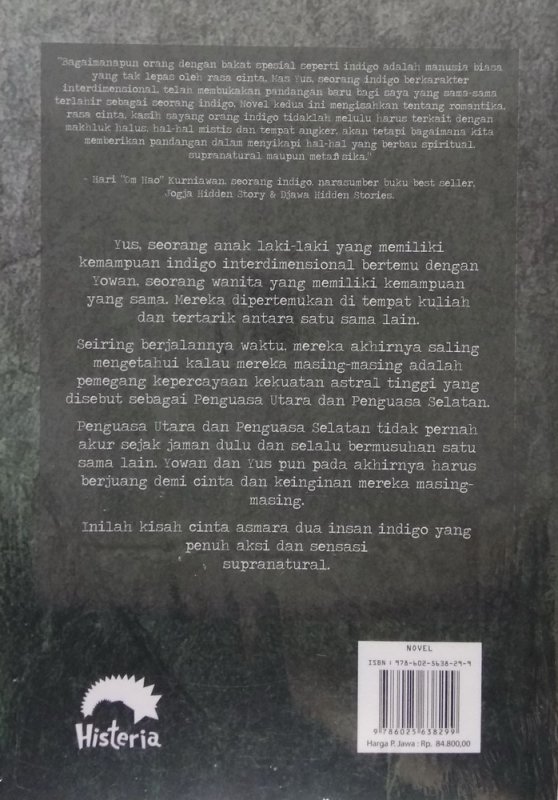 "Bagaimanapun orang dengan bakat spesial seperti indigo adalah manusia biasa
yang tak lepas oleh rasa cinta. Mas Yus, seorang indigo berkarakter
interdimensional, telah membukakan pandangan baru bagi saya yang sama-sama
terlahir sebagai seorang indigo. Novel kedua ini mengisahkan tentang romantika,
rasa cinta, kasih sayang orang indigo tidaklah melulu harus terkait dengan
makhluk halus, hal-hal mistis dan tempat angker, akan tetapi bagaimana kita
memberikan pandangan dalam menyikapi hal-hal yang berbau spiritual,
supranatural maupun metafisika."
- Hari "Om Hao" Kurniawan, seorang indigo, narasumber buku best seller,
Jogja Hidden Story & Djawa Hidden Stories.
Yus, seorang anak laki-laki yang memiliki
kemampuan indigo interdimensional bertemu dengan
Yowan, seorang wanita yang memiliki kemampuan
yang sama. Mereka dipertemukan di tempat kuliah
dan tertarik antara satu sama lain.
Seiring berjalannya waktu, mereka akhirnya saling
mengetahui kalau mereka masing-masing adalah
pemegang kepercayaan kekuatan astral tinggi yang
disebut sebagai Penguasa Utara dan Penguasa Selatan.
Penguasa Utara dan Penguasa Selatan tidak pernah
akur sejak jaman dulu dan selalu bermusuhan satu
sama lain. Yowan dan Yus pun pada akhirnya harus
berjuang demi cinta dan keinginan mereka masing-
masing.
Inilah kisah cinta asmara dua insan indigo yang
penuh aksi dan sensasi
supranatural.
Histeria
NOVEL
ISBN : 978-602-5638-29-9
9 786025 638299
Harga P. Jawa : Rp. 84.800,00